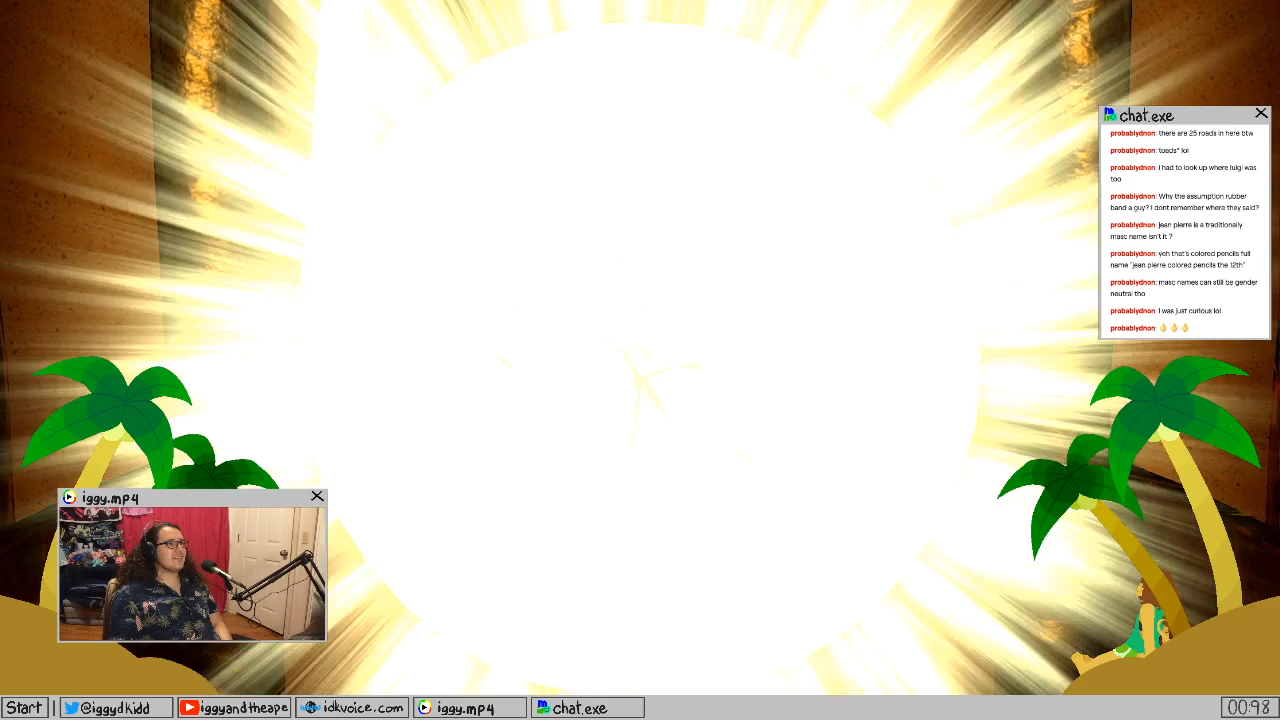 chat.exe
probablydnon: there are 25 roads in here btw
probablydnon: toads* lol
probablydnon: I had to look up where luigi was
too
probablydnon: Why the assumption rubber
band a guy? I dont remember where they said?
probablydnon: jean pierre is a traditionally
masc name isn't it ?
probablydnon: yeh that's colored pencils full
name "jean pierre colored pencils the 12th"
probablydnon: masc names can still be gender
neutral tho
probablydnon: I was just curious lol
probablydnon: 👌 👌 👌
iggy.mp4
Start | @iggydkidd iggyandtheape www idkvoice.com iggy.mp4 chat.exe 00:98